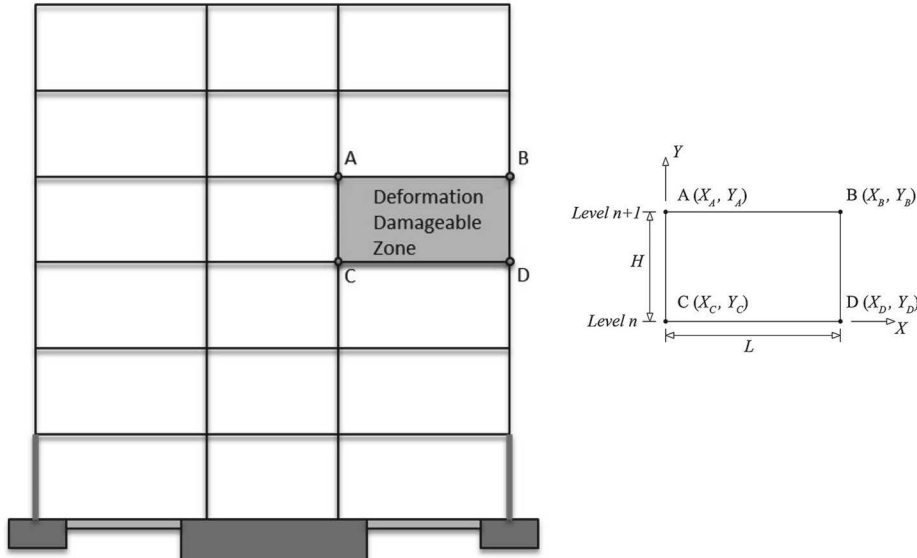 A
B
Deformation
Damageable
Zone
C
D
Y
A (X_A, Y_A)
B (X_B, Y_B)
Level n+1
H
C (X_C, Y_C)
D (X_D, Y_D)
Level n
X
L